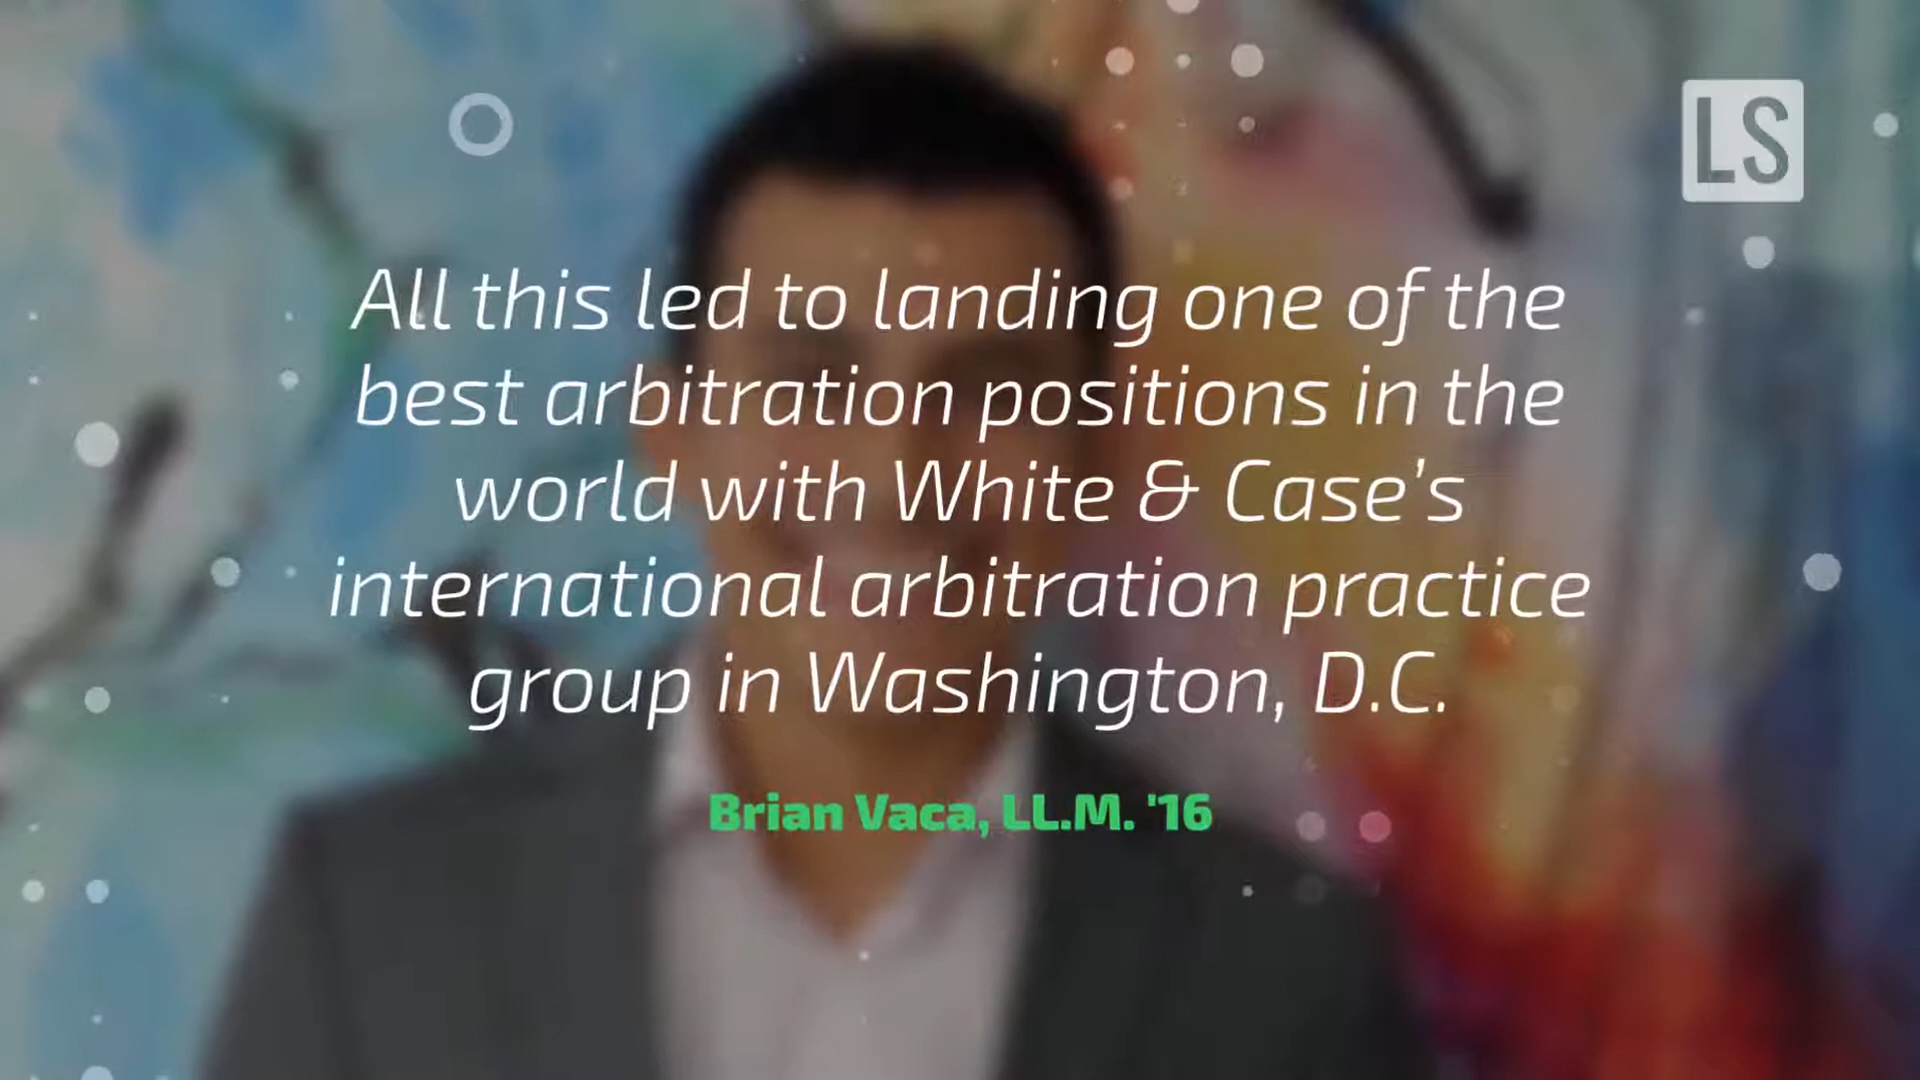 LS
All this led to landing one of the
best arbitration positions in the
world with White & Case’s
international arbitration practice
group in Washington, D.C.
Brian Vaca, LL.M. '16